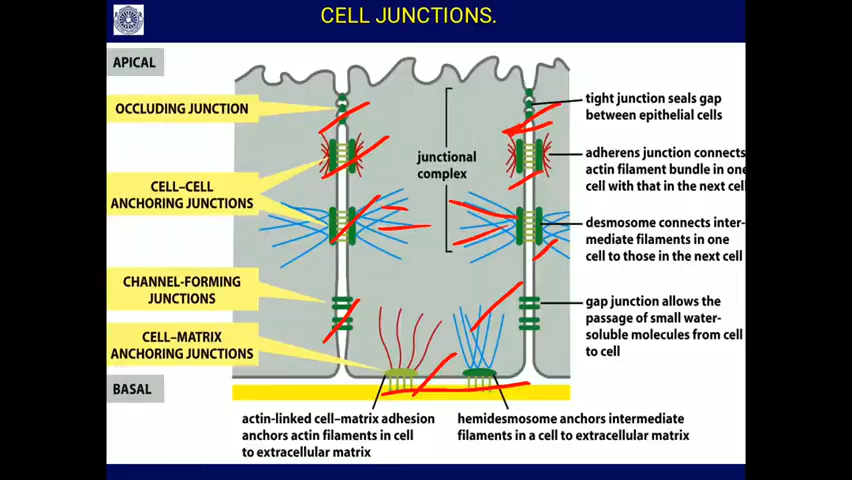 CELL JUNCTIONS.
APICAL
OCCLUDING JUNCTION
CELL–CELL
ANCHORING JUNCTIONS
CHANNEL-FORMING
JUNCTIONS
CELL–MATRIX
ANCHORING JUNCTIONS
BASAL
junctional
complex
tight junction seals gap
between epithelial cells
adherens junction connects
actin filament bundle in one
cell with that in the next cell
desmosome connects inter-
mediate filaments in one
cell to those in the next cell
gap junction allows the
passage of small water-
soluble molecules from cell
to cell
actin-linked cell–matrix adhesion
anchors actin filaments in cell
to extracellular matrix
hemidesmosome anchors intermediate
filaments in a cell to extracellular matrix